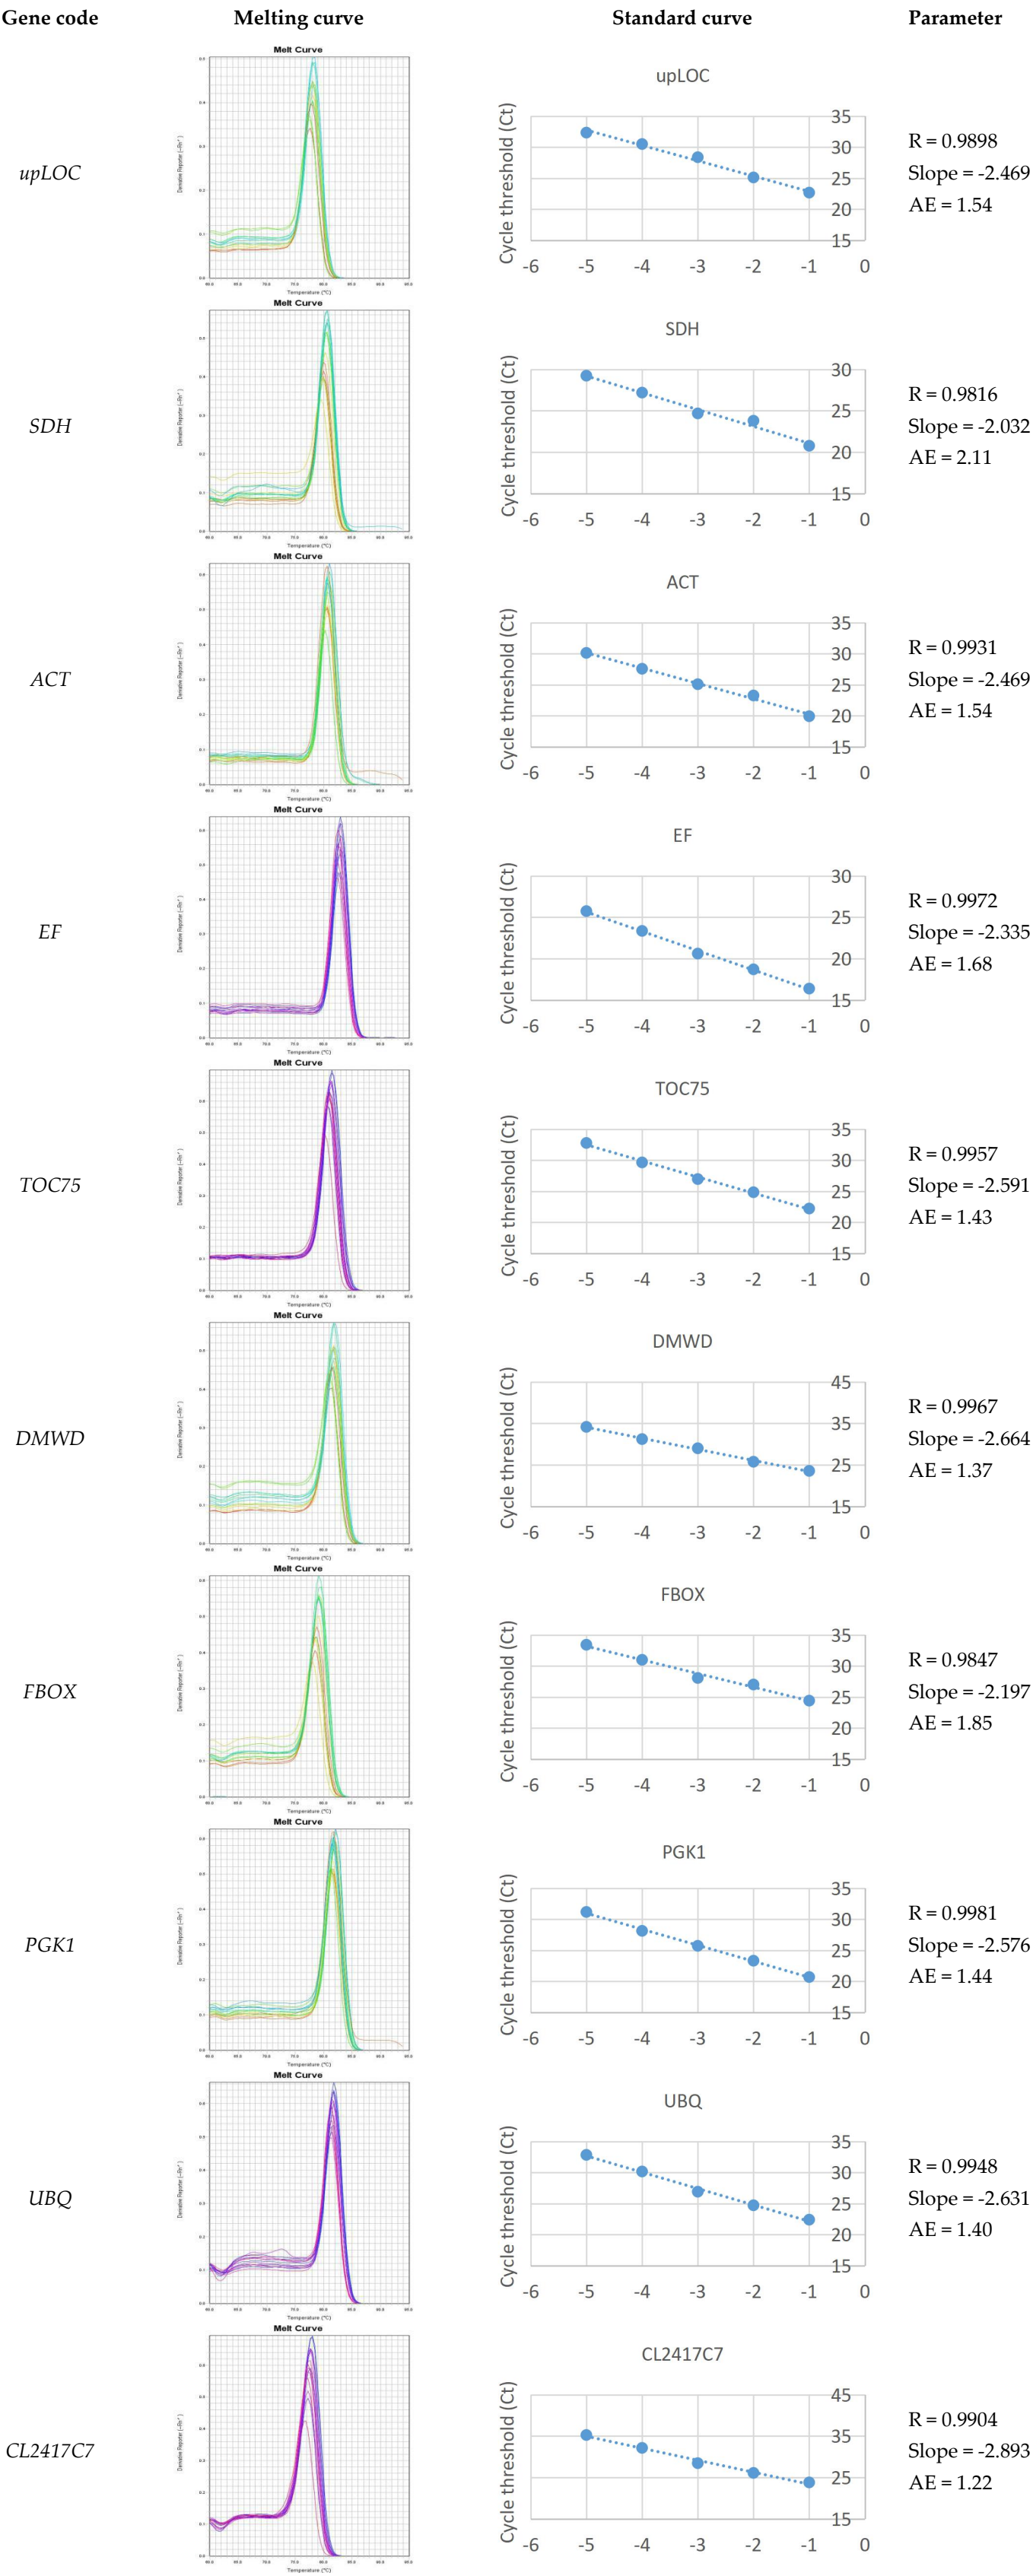 Gene code Melting curve Standard curve Parameter
Melt Curve
upLOC
Cycle threshold (Ct)
35
30
25
20
15
-6 -5 -4 -3 -2 -1 0
Temperature (°C)
upLOC
R = 0.9898
Slope = -2.469
AE = 1.54
Melt Curve
SDH
Cycle threshold (Ct)
30
25
20
15
-6 -5 -4 -3 -2 -1 0
Temperature (°C)
SDH
R = 0.9816
Slope = -2.032
AE = 2.11
Melt Curve
ACT
Cycle threshold (Ct)
35
30
25
20
15
-6 -5 -4 -3 -2 -1 0
Temperature (°C)
ACT
R = 0.9931
Slope = -2.469
AE = 1.54
Melt Curve
EF
Cycle threshold (Ct)
30
25
20
15
-6 -5 -4 -3 -2 -1 0
Temperature (°C)
EF
R = 0.9972
Slope = -2.335
AE = 1.68
Melt Curve
TOC75
Cycle threshold (Ct)
35
30
25
20
15
-6 -5 -4 -3 -2 -1 0
Temperature (°C)
TOC75
R = 0.9957
Slope = -2.591
AE = 1.43
Melt Curve
DMWD
Cycle threshold (Ct)
45
35
25
15
-6 -5 -4 -3 -2 -1 0
Temperature (°C)
DMWD
R = 0.9967
Slope = -2.664
AE = 1.37
Melt Curve
FBOX
Cycle threshold (Ct)
35
30
25
20
15
-6 -5 -4 -3 -2 -1 0
Temperature (°C)
FBOX
R = 0.9847
Slope = -2.197
AE = 1.85
Melt Curve
PGK1
Cycle threshold (Ct)
35
30
25
20
15
-6 -5 -4 -3 -2 -1 0
Temperature (°C)
PGK1
R = 0.9981
Slope = -2.576
AE = 1.44
Melt Curve
UBQ
Cycle threshold (Ct)
35
30
25
20
15
-6 -5 -4 -3 -2 -1 0
Temperature (°C)
UBQ
R = 0.9948
Slope = -2.631
AE = 1.40
Melt Curve
CL2417C7
Cycle threshold (Ct)
45
35
25
15
-6 -5 -4 -3 -2 -1 0
Temperature (°C)
CL2417C7
R = 0.9904
Slope = -2.893
AE = 1.22